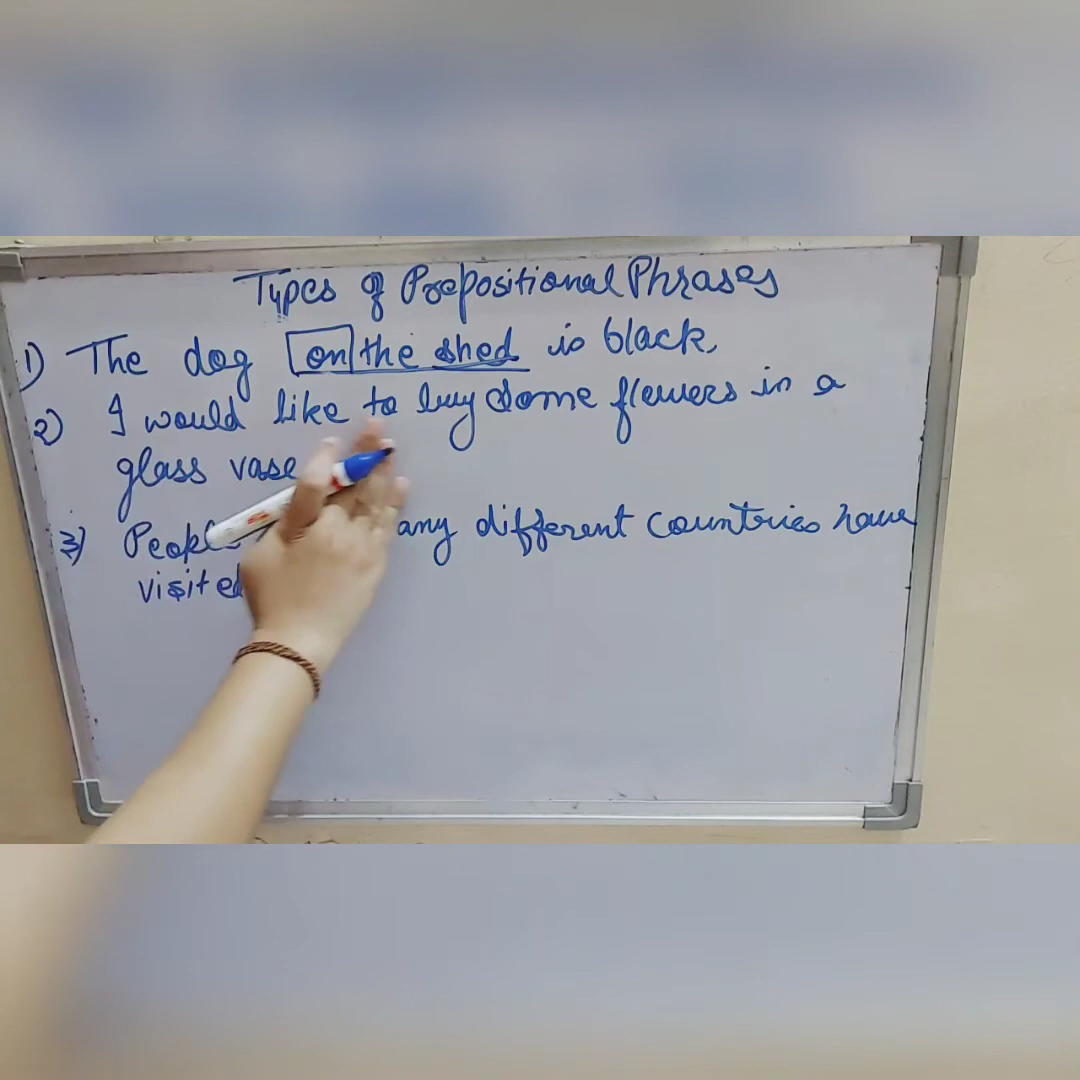 Types of Prepositional Phrases
1) The dog on the shed is black.
2) I would like to buy some flowers in a
glass vase
3) any different countries have
visited